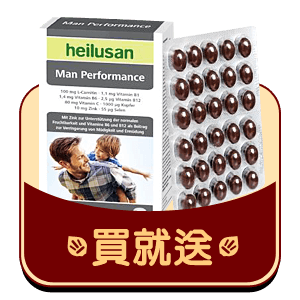 heilusan
Man Performance
100 mg L-Carnitin · 1,1 mg Vitamin B1
1,4 mg Vitamin B6 · 2,5 µg Vitamin B12
80 mg Vitamin C · 1000 µg Kupfer
10 mg Zink · 55 µg Selen
Mit Zink zur Unterstützung der normalen
Fruchtbarkeit und Vitamine B6 und B12 als Beitrag
zur Verringerung von Müdigkeit und Ermüdung
買就送